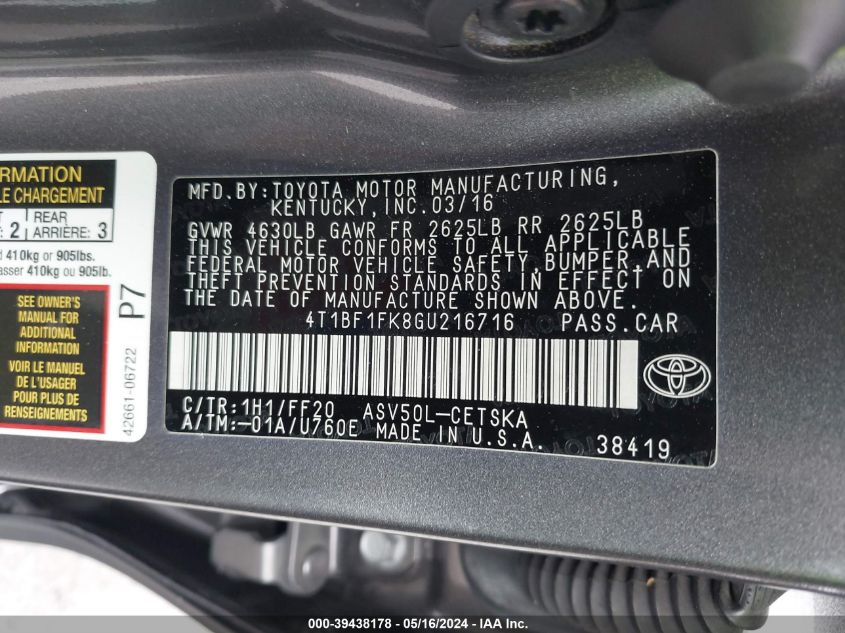 RMATION
E CHARGEMENT
T 2 REAR
ARRIÈRE: 3
d 410kg or 905lbs.
asser 410kg ou 905lb.
SEE OWNER'S
MANUAL FOR
ADDITIONAL
INFORMATION
VOIR LE MANUEL
DE L'USAGER
POUR PLUS DE
RENSEIGNEMENTS
P7
42661-06722
MFD.BY:TOYOTA MOTOR MANUFACTURING,
KENTUCKY,INC.03/16
GVWR 4630LB GAWR FR 2625LB RR 2625LB
THIS VEHICLE CONFORMS TO ALL APPLICABLE
FEDERAL MOTOR VEHICLE SAFETY,BUMPER,AND
THEFT PREVENTION STANDARDS IN EFFECT ON
THE DATE OF MANUFACTURE SHOWN ABOVE.
4T1BF1FK8GU216716 PASS.CAR
C/TR:1H1/FF20 ASV50L-CETSKA
A/TM:-01A/U760E MADE IN U.S.A.
38419
000-39438178 - 05/16/2024 - IAA Inc.